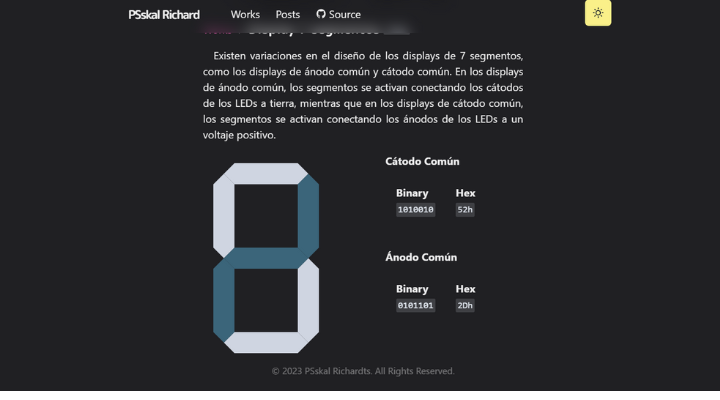 P5skal Richard Works Posts Source
Existen variaciones en el diseño de los displays de 7 segmentos,
como los displays de ánodo común y cátodo común. En los displays
de ánodo común, los segmentos se activan conectando los cátodos
de los LEDs a tierra, mientras que en los displays de cátodo común,
los segmentos se activan conectando los ánodos de los LEDs a un
voltaje positivo.
Cátodo Común
Binary Hex
1010010 52h
Ánodo Común
Binary Hex
0101101 2Dh
© 2023 P5skal Richardts. All Rights Reserved.